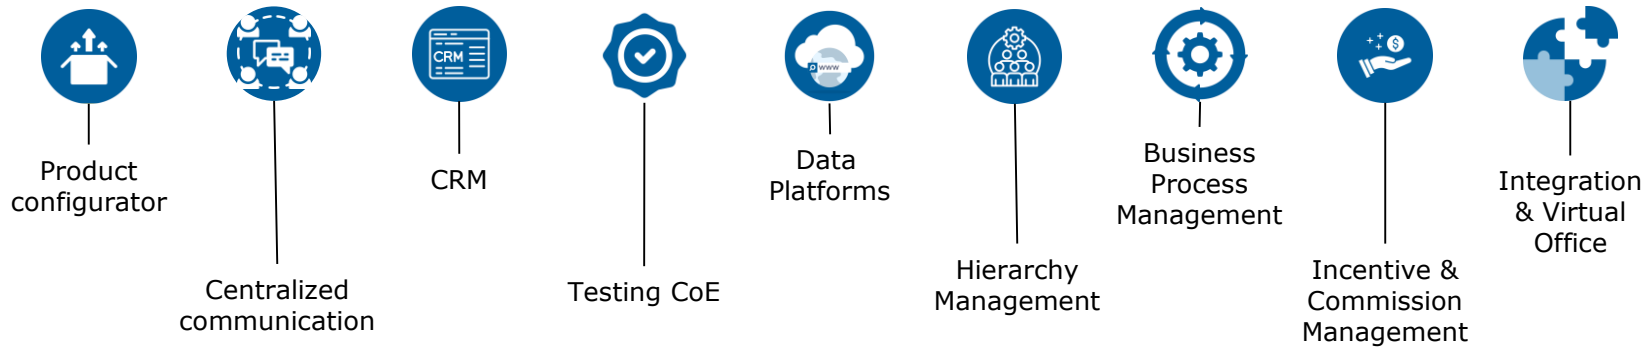 Product
configurator
Centralized
communication
CRM
CRM
Testing CoE
www
Data
Platforms
Hierarchy
Management
Business
Process
Management
$
Incentive &
Commission
Management
Integration
& Virtual
Office